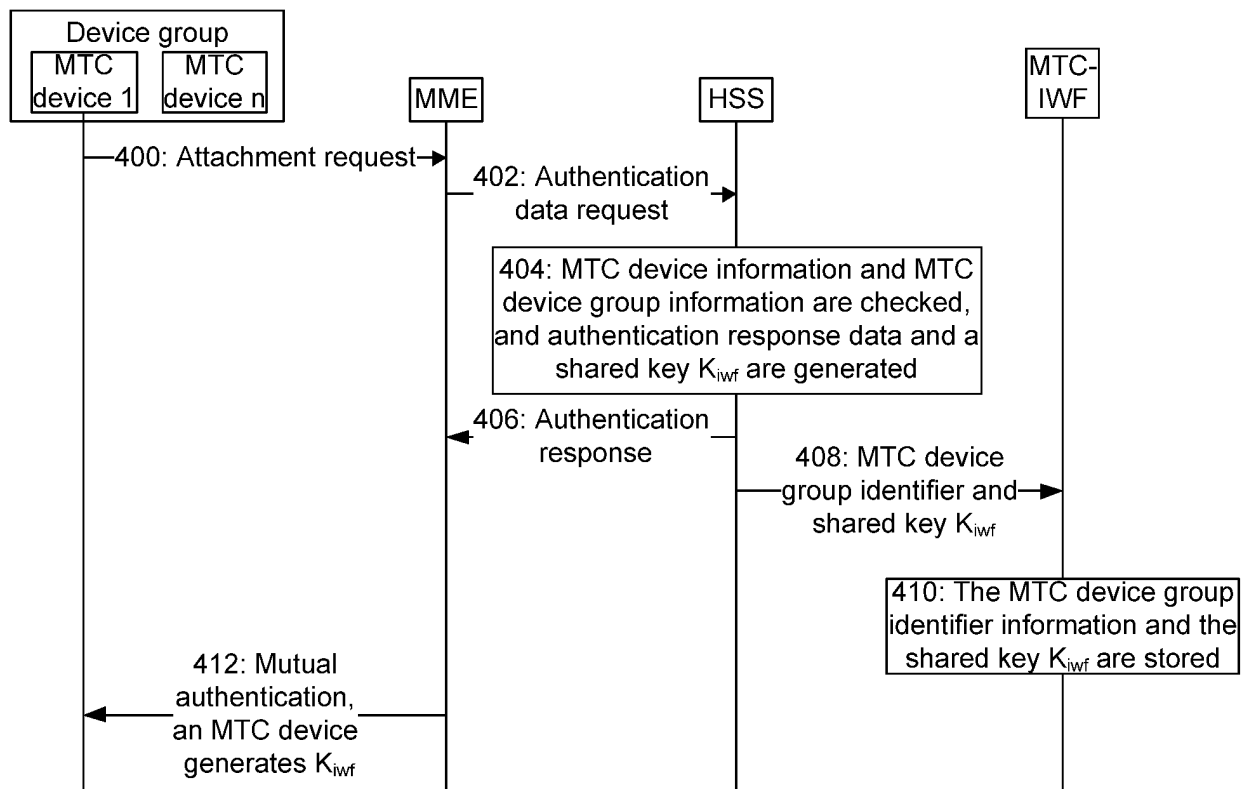 Device group
MTC
device 1
MTC
device n
MME
HSS
MTC-
IWF
400: Attachment request
402: Authentication
data request
404: MTC device information and MTC
device group information are checked,
and authentication response data and a
shared key Kiwf are generated
406: Authentication
response
408: MTC device
group identifier and
shared key Kiwf
410: The MTC device group
identifier information and the
shared key Kiwf are stored
412: Mutual
authentication,
an MTC device
generates Kiwf